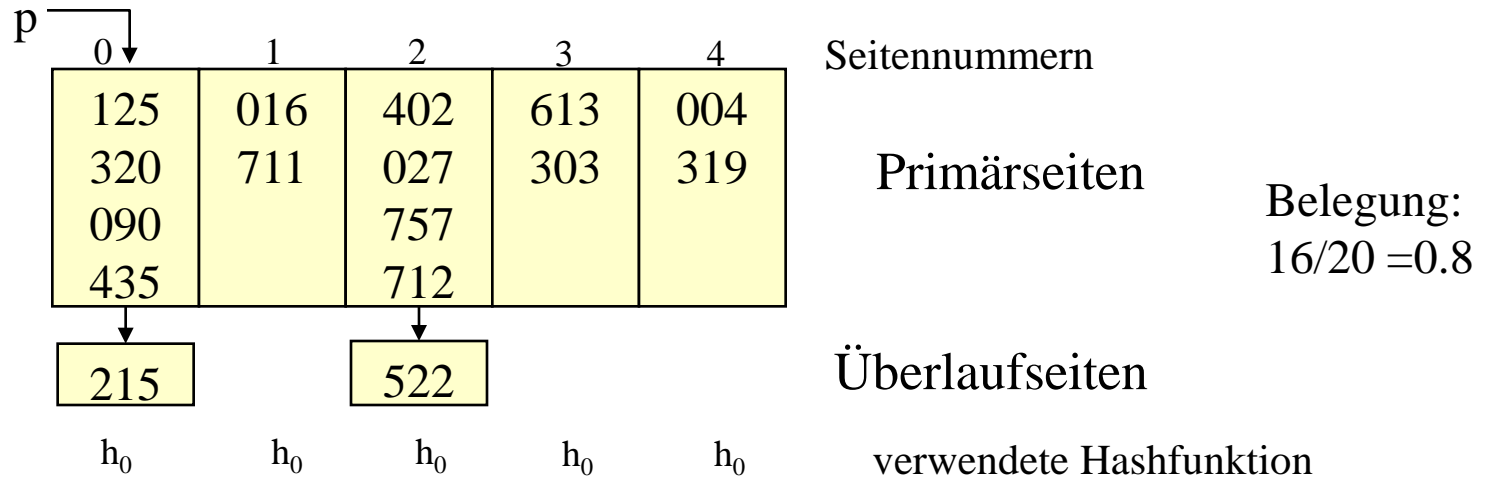 p
0 1 2 3 4 Seitennummern
125 016 402 613 004
320 711 027 303 319 Primärseiten
090 757
435 712
Belegung:
16/20 =0.8
215 522 Überlaufseiten
h₀ h₀ h₀ h₀ h₀ verwendete Hashfunktion